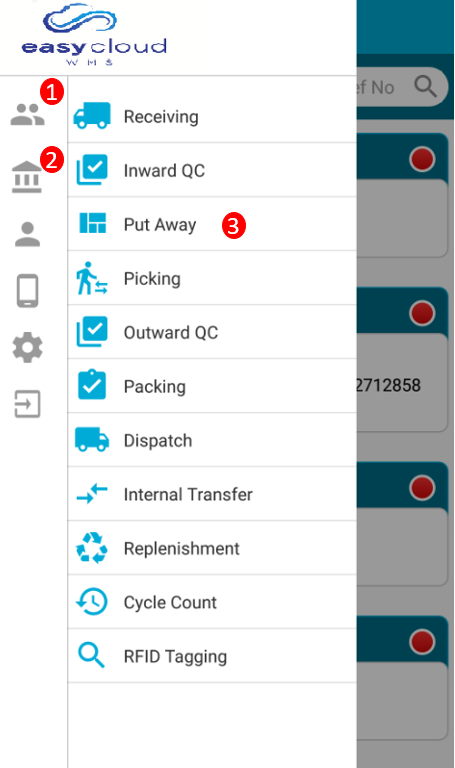 easycloud
WMS
1
ef No
Receiving
2
Inward QC
Put Away
3
Picking
Outward QC
Packing
2712858
Dispatch
Internal Transfer
Replenishment
Cycle Count
RFID Tagging